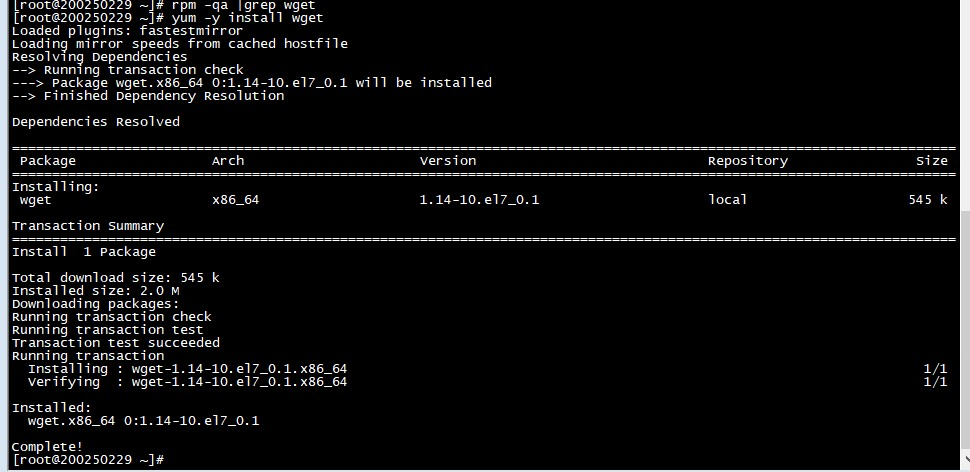 [root@200250229 ~]# rpm -qa |grep wget
[root@200250229 ~]# yum -y install wget
Loaded plugins: fastestmirror
Loading mirror speeds from cached hostfile
Resolving Dependencies
--> Running transaction check
---> Package wget.x86_64 0:1.14-10.el7_0.1 will be installed
--> Finished Dependency Resolution
Dependencies Resolved
Package Arch Version Repository Size
Installing:
wget x86_64 1.14-10.el7_0.1 local 545 k
Transaction Summary
Install 1 Package
Total download size: 545 k
Installed size: 2.0 M
Downloading packages:
Running transaction check
Running transaction test
Transaction test succeeded
Running transaction
Installing : wget-1.14-10.el7_0.1.x86_64 1/1
Verifying : wget-1.14-10.el7_0.1.x86_64 1/1
Installed:
wget.x86_64 0:1.14-10.el7_0.1
Complete!
[root@200250229 ~]#